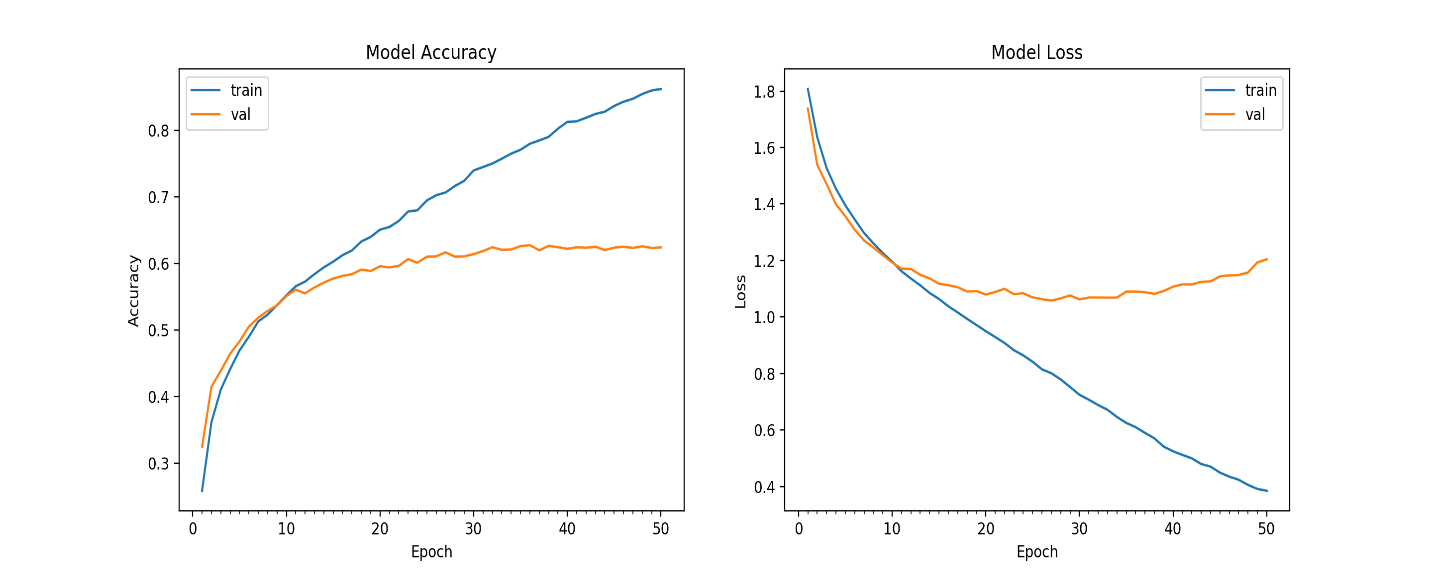 Model Accuracy
train
val
0.8
0.7
0.6
0.5
0.4
0.3
Accuracy
0 10 20 30 40 50
Epoch
Model Loss
train
val
1.8
1.6
1.4
1.2
1.0
0.8
0.6
0.4
Loss
0 10 20 30 40 50
Epoch